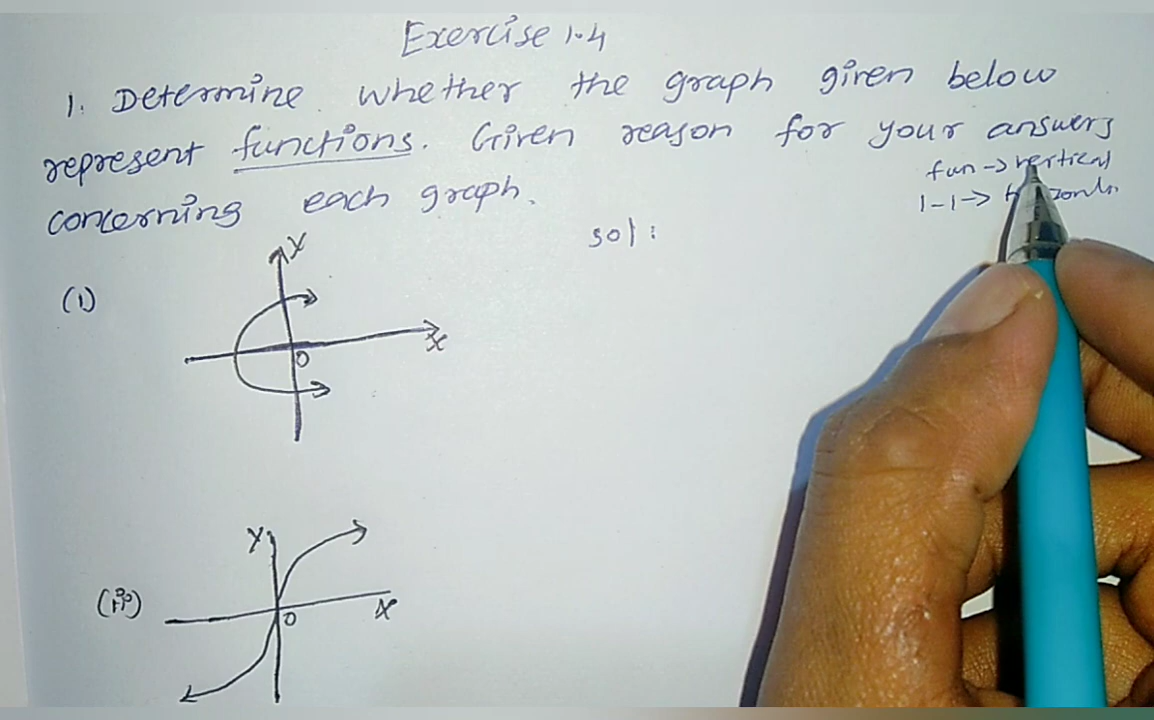 Exercise 1.4
1. Determine whether the graph given below
represent functions. Given reason for your answers
fun -> vertical
concerning each graph.
1-1->
sol:
Y
(i)
X
O
Y
(ii)
O
X